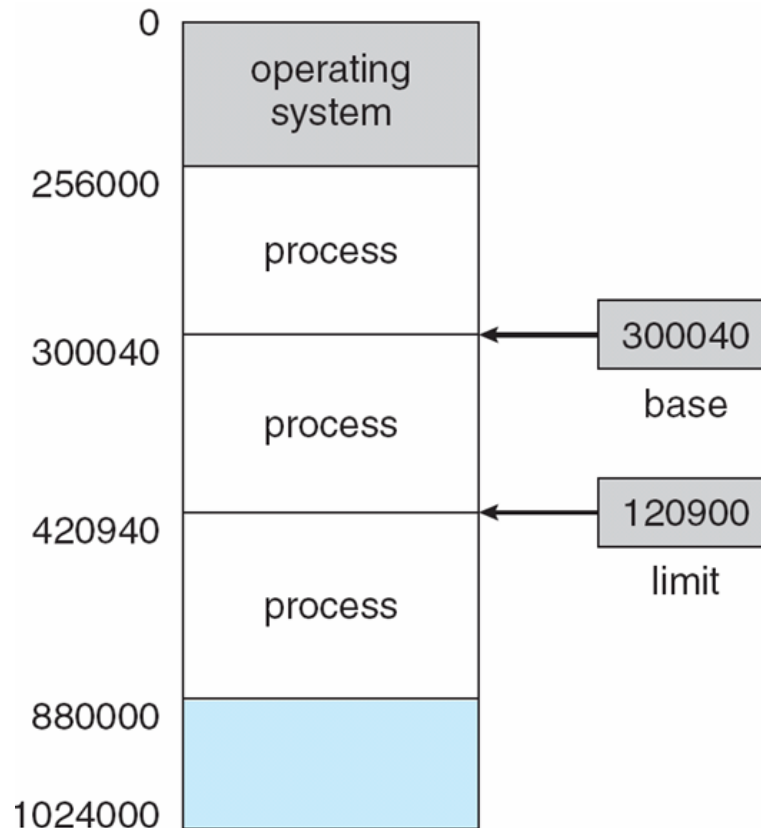 0
operating
system
256000
process
300040
300040
base
process
420940
120900
limit
process
880000
1024000